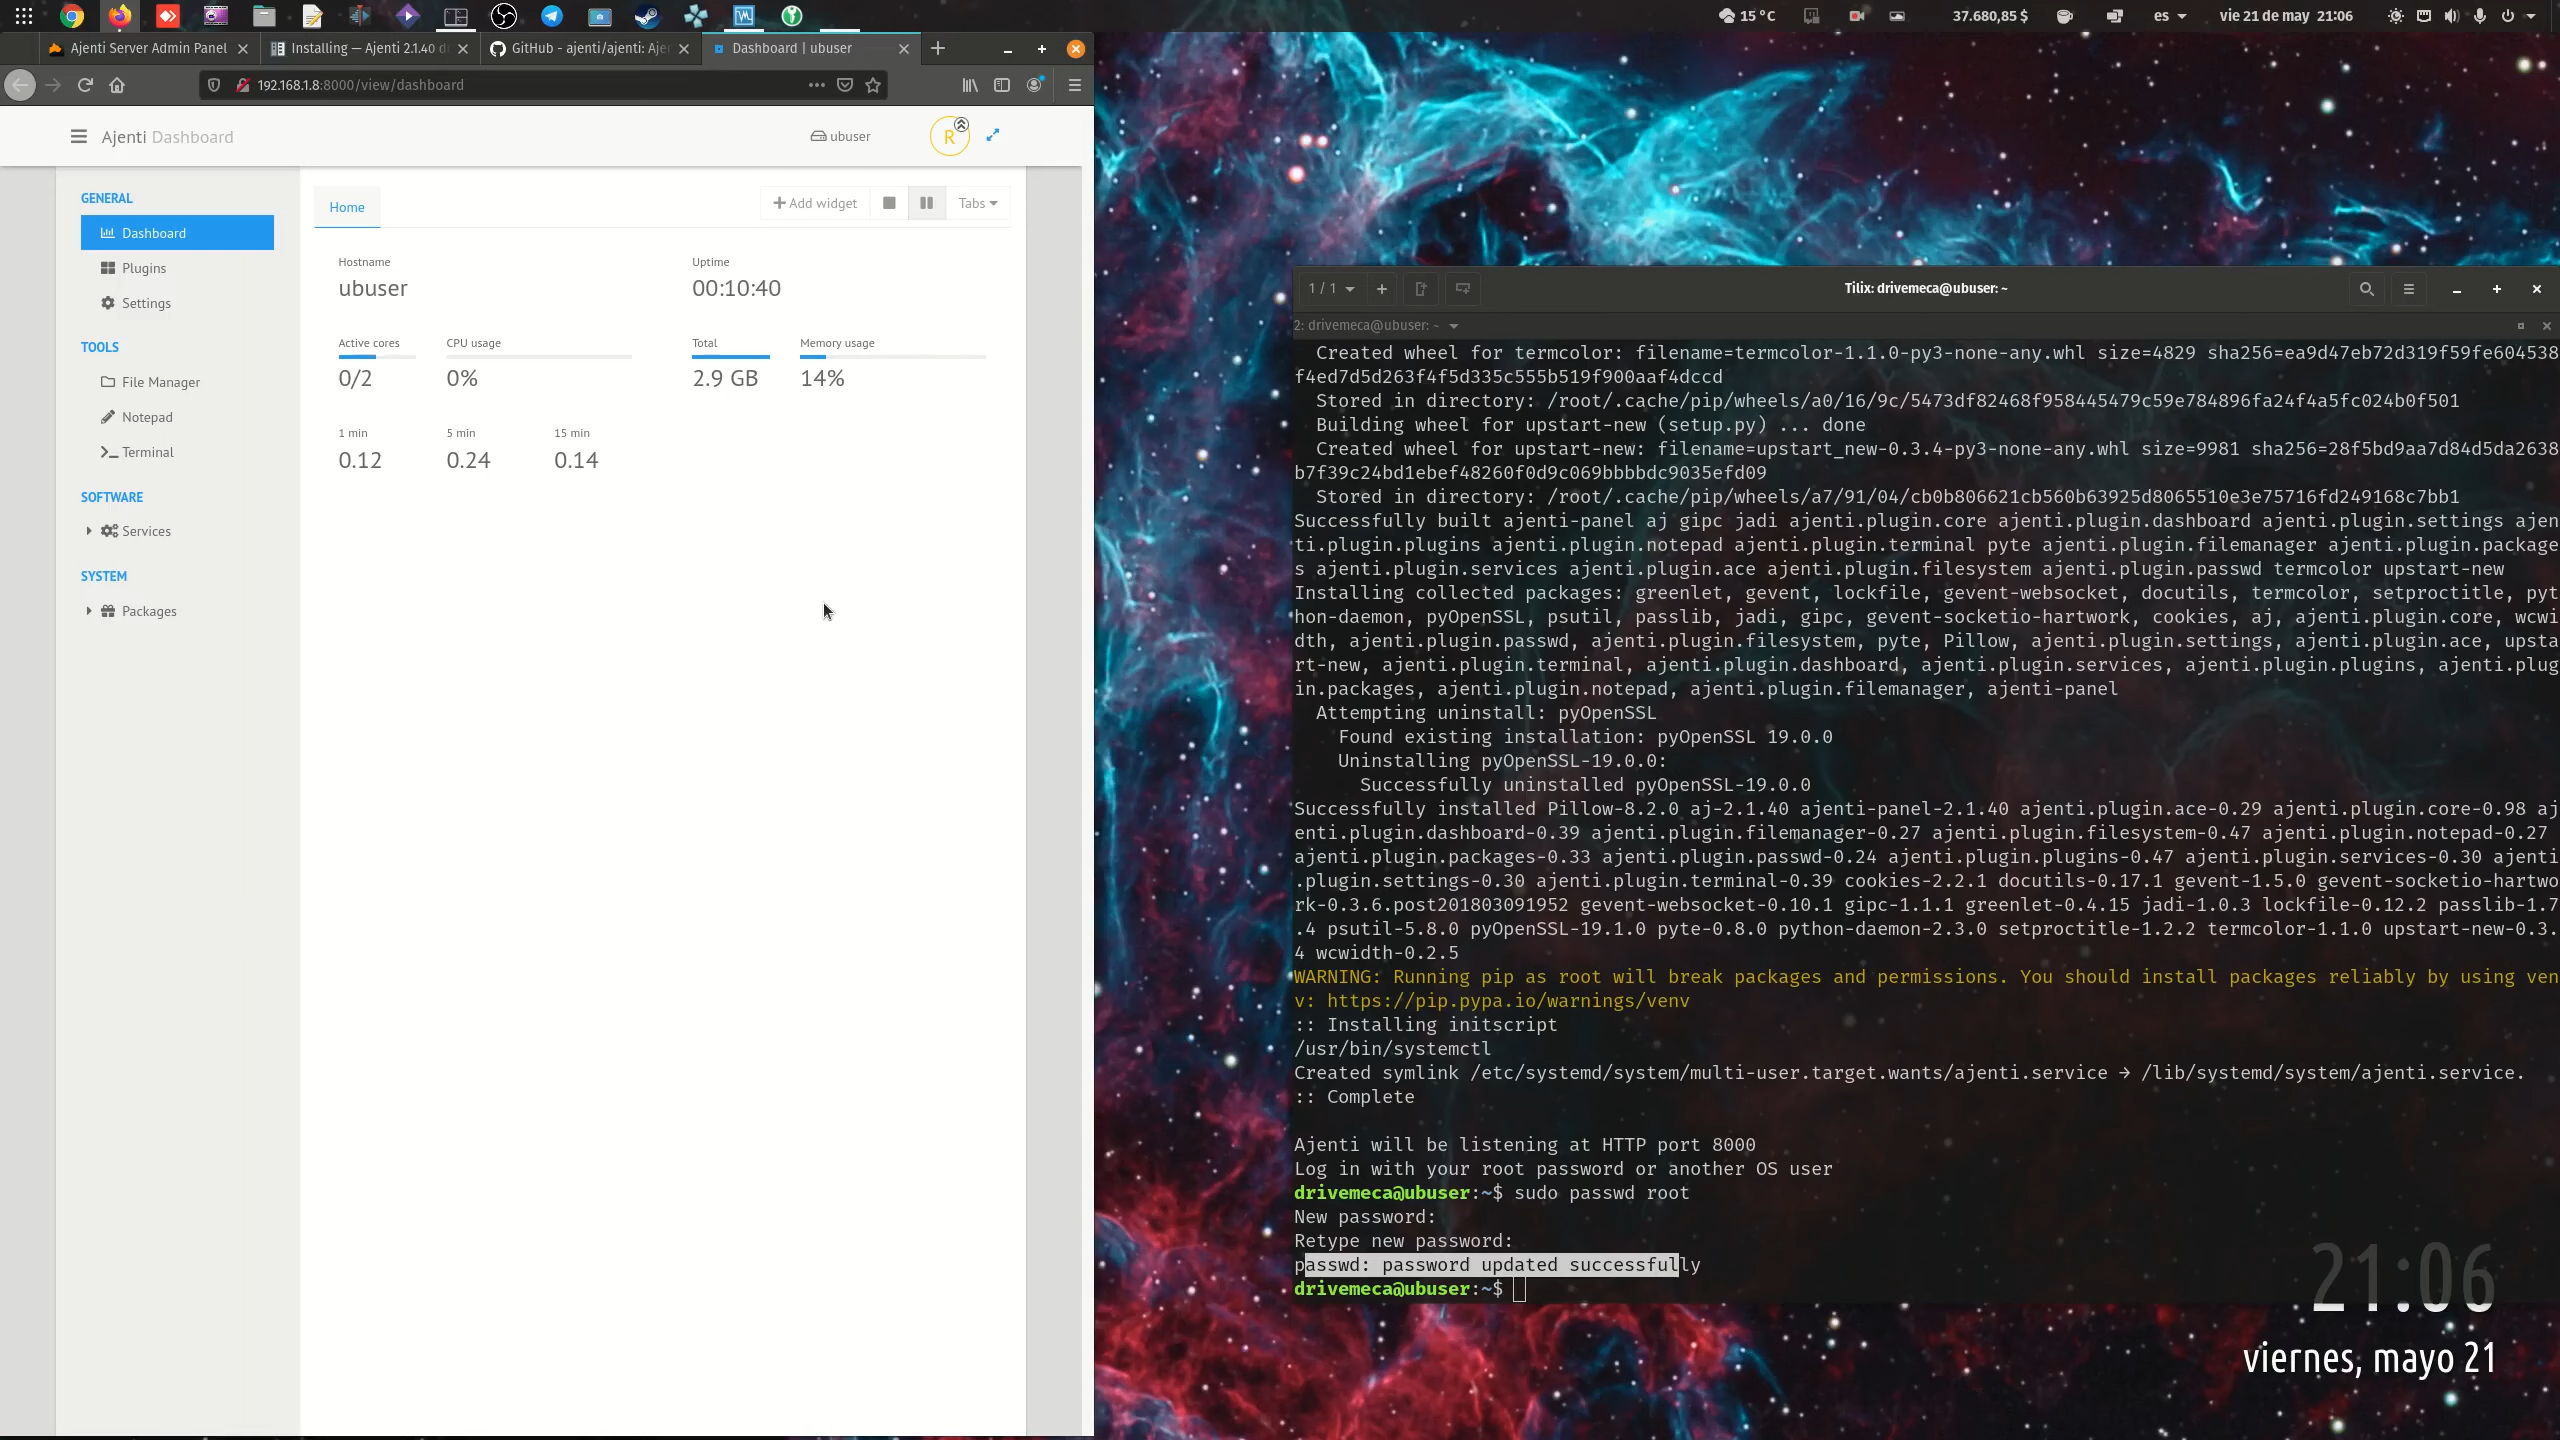 15 °C
37.680,85 $
es
vie 21 de may 21:06
Ajenti Server Admin Panel
Installing — Ajenti 2.1.40 d
GitHub - ajenti/ajenti: Aje
Dashboard | ubuser
192.168.1.8:8000/view/dashboard
Ajenti Dashboard
ubuser
R
GENERAL
Dashboard
Plugins
Settings
TOOLS
File Manager
Notepad
Terminal
SOFTWARE
Services
SYSTEM
Packages
Home
Add widget
Tabs
Hostname
ubuser
Uptime
00:10:40
Active cores
0/2
CPU usage
0%
Total
2.9 GB
Memory usage
14%
1 min
0.12
5 min
0.24
15 min
0.14
1 / 1
Tilix: drivemeca@ubuser: ~
2: drivemeca@ubuser: ~
Created wheel for termcolor: filename=termcolor-1.1.0-py3-none-any.whl size=4829 sha256=ea9d47eb72d319f59fe604538
f4ed7d5d263f4f5d335c555b519f900aaf4dccd
Stored in directory: /root/.cache/pip/wheels/a0/16/9c/5473df82468f958445479c59e784896fa24f4a5fc024b0f501
Building wheel for upstart-new (setup.py) ... done
Created wheel for upstart-new: filename=upstart_new-0.3.4-py3-none-any.whl size=9981 sha256=28f5bd9aa7d84d5da2638
b7f39c24bd1ebef48260f0d9c069bbbbdc9035efd09
Stored in directory: /root/.cache/pip/wheels/a7/91/04/cb0b806621cb560b63925d8065510e3e75716fd249168c7bb1
Successfully built ajenti-panel aj gipc jadi ajenti.plugin.core ajenti.plugin.dashboard ajenti.plugin.settings ajen
ti.plugin.plugins ajenti.plugin.notepad ajenti.plugin.terminal pyte ajenti.plugin.filemanager ajenti.plugin.package
s ajenti.plugin.services ajenti.plugin.ace ajenti.plugin.filesystem ajenti.plugin.passwd termcolor upstart-new
Installing collected packages: greenlet, gevent, lockfile, gevent-websocket, docutils, termcolor, setproctitle, pyt
hon-daemon, pyOpenSSL, psutil, passlib, jadi, gipc, gevent-socketio-hartwork, cookies, aj, ajenti.plugin.core, wcwi
dth, ajenti.plugin.passwd, ajenti.plugin.filesystem, pyte, Pillow, ajenti.plugin.settings, ajenti.plugin.ace, upsta
rt-new, ajenti.plugin.terminal, ajenti.plugin.dashboard, ajenti.plugin.services, ajenti.plugin.plugins, ajenti.plug
in.packages, ajenti.plugin.notepad, ajenti.plugin.filemanager, ajenti-panel
Attempting uninstall: pyOpenSSL
Found existing installation: pyOpenSSL 19.0.0
Uninstalling pyOpenSSL-19.0.0:
Successfully uninstalled pyOpenSSL-19.0.0
Successfully installed Pillow-8.2.0 aj-2.1.40 ajenti-panel-2.1.40 ajenti.plugin.ace-0.29 ajenti.plugin.core-0.98 aj
enti.plugin.dashboard-0.39 ajenti.plugin.filemanager-0.27 ajenti.plugin.filesystem-0.47 ajenti.plugin.notepad-0.27
ajenti.plugin.packages-0.33 ajenti.plugin.passwd-0.24 ajenti.plugin.plugins-0.47 ajenti.plugin.services-0.30 ajenti
.plugin.settings-0.30 ajenti.plugin.terminal-0.39 cookies-2.2.1 docutils-0.17.1 gevent-1.5.0 gevent-socketio-hartwo
rk-0.3.6.post201803091952 gevent-websocket-0.10.1 gipc-1.1.1 greenlet-0.4.15 jadi-1.0.3 lockfile-0.12.2 passlib-1.7
.4 psutil-5.8.0 pyOpenSSL-19.1.0 pyte-0.8.0 python-daemon-2.3.0 setproctitle-1.2.2 termcolor-1.1.0 upstart-new-0.3.
4 wcwidth-0.2.5
WARNING: Running pip as root will break packages and permissions. You should install packages reliably by using ven
v: https://pip.pypa.io/warnings/venv
:: Installing initscript
/usr/bin/systemctl
Created symlink /etc/systemd/system/multi-user.target.wants/ajenti.service → /lib/systemd/system/ajenti.service.
:: Complete
Ajenti will be listening at HTTP port 8000
Log in with your root password or another OS user
drivemeca@ubuser:~$ sudo passwd root
New password:
Retype new password:
passwd: password updated successfully
drivemeca@ubuser:~$
21:06
viernes, mayo 21